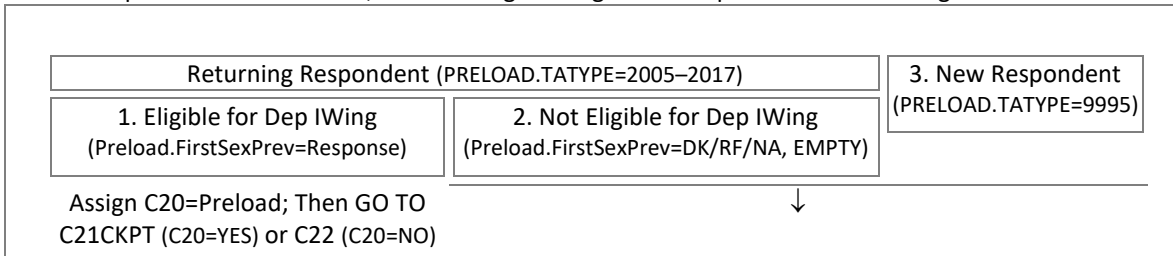 Returning Respondent (PRELOAD.TATYPE=2005–2017)
3. New Respondent
(PRELOAD.TATYPE=9995)
1. Eligible for Dep IWing
(Preload.FirstSexPrev=Response)
2. Not Eligible for Dep IWing
(Preload.FirstSexPrev=DK/RF/NA, EMPTY)
Assign C20=Preload; Then GO TO
C21CKPT (C20=YES) or C22 (C20=NO)
↓